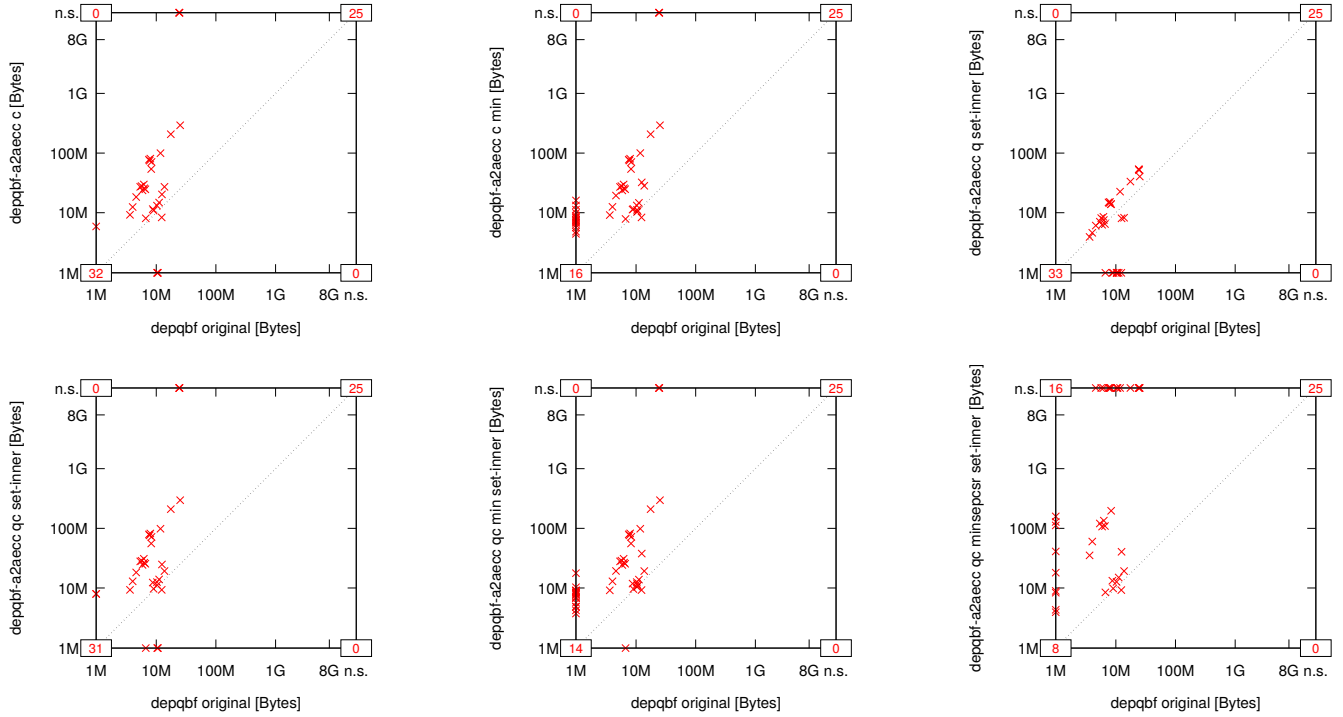 n.s. 0 25
8G
1G
100M
10M
1M 32 0
1M 10M 100M 1G 8G n.s.
depqbf original [Bytes]
depqbf-a2aecc c [Bytes]
n.s. 0 25
8G
1G
100M
10M
1M 16 0
1M 10M 100M 1G 8G n.s.
depqbf original [Bytes]
depqbf-a2aecc c min [Bytes]
n.s. 0 25
8G
1G
100M
10M
1M 33 0
1M 10M 100M 1G 8G n.s.
depqbf original [Bytes]
depqbf-a2aecc q set-inner [Bytes]
n.s. 0 25
8G
1G
100M
10M
1M 31 0
1M 10M 100M 1G 8G n.s.
depqbf original [Bytes]
depqbf-a2aecc qc set-inner [Bytes]
n.s. 0 25
8G
1G
100M
10M
1M 14 0
1M 10M 100M 1G 8G n.s.
depqbf original [Bytes]
depqbf-a2aecc qc min set-inner [Bytes]
n.s. 16 25
8G
1G
100M
10M
1M 8 0
1M 10M 100M 1G 8G n.s.
depqbf original [Bytes]
depqbf-a2aecc qc minsepcsr set-inner [Bytes]